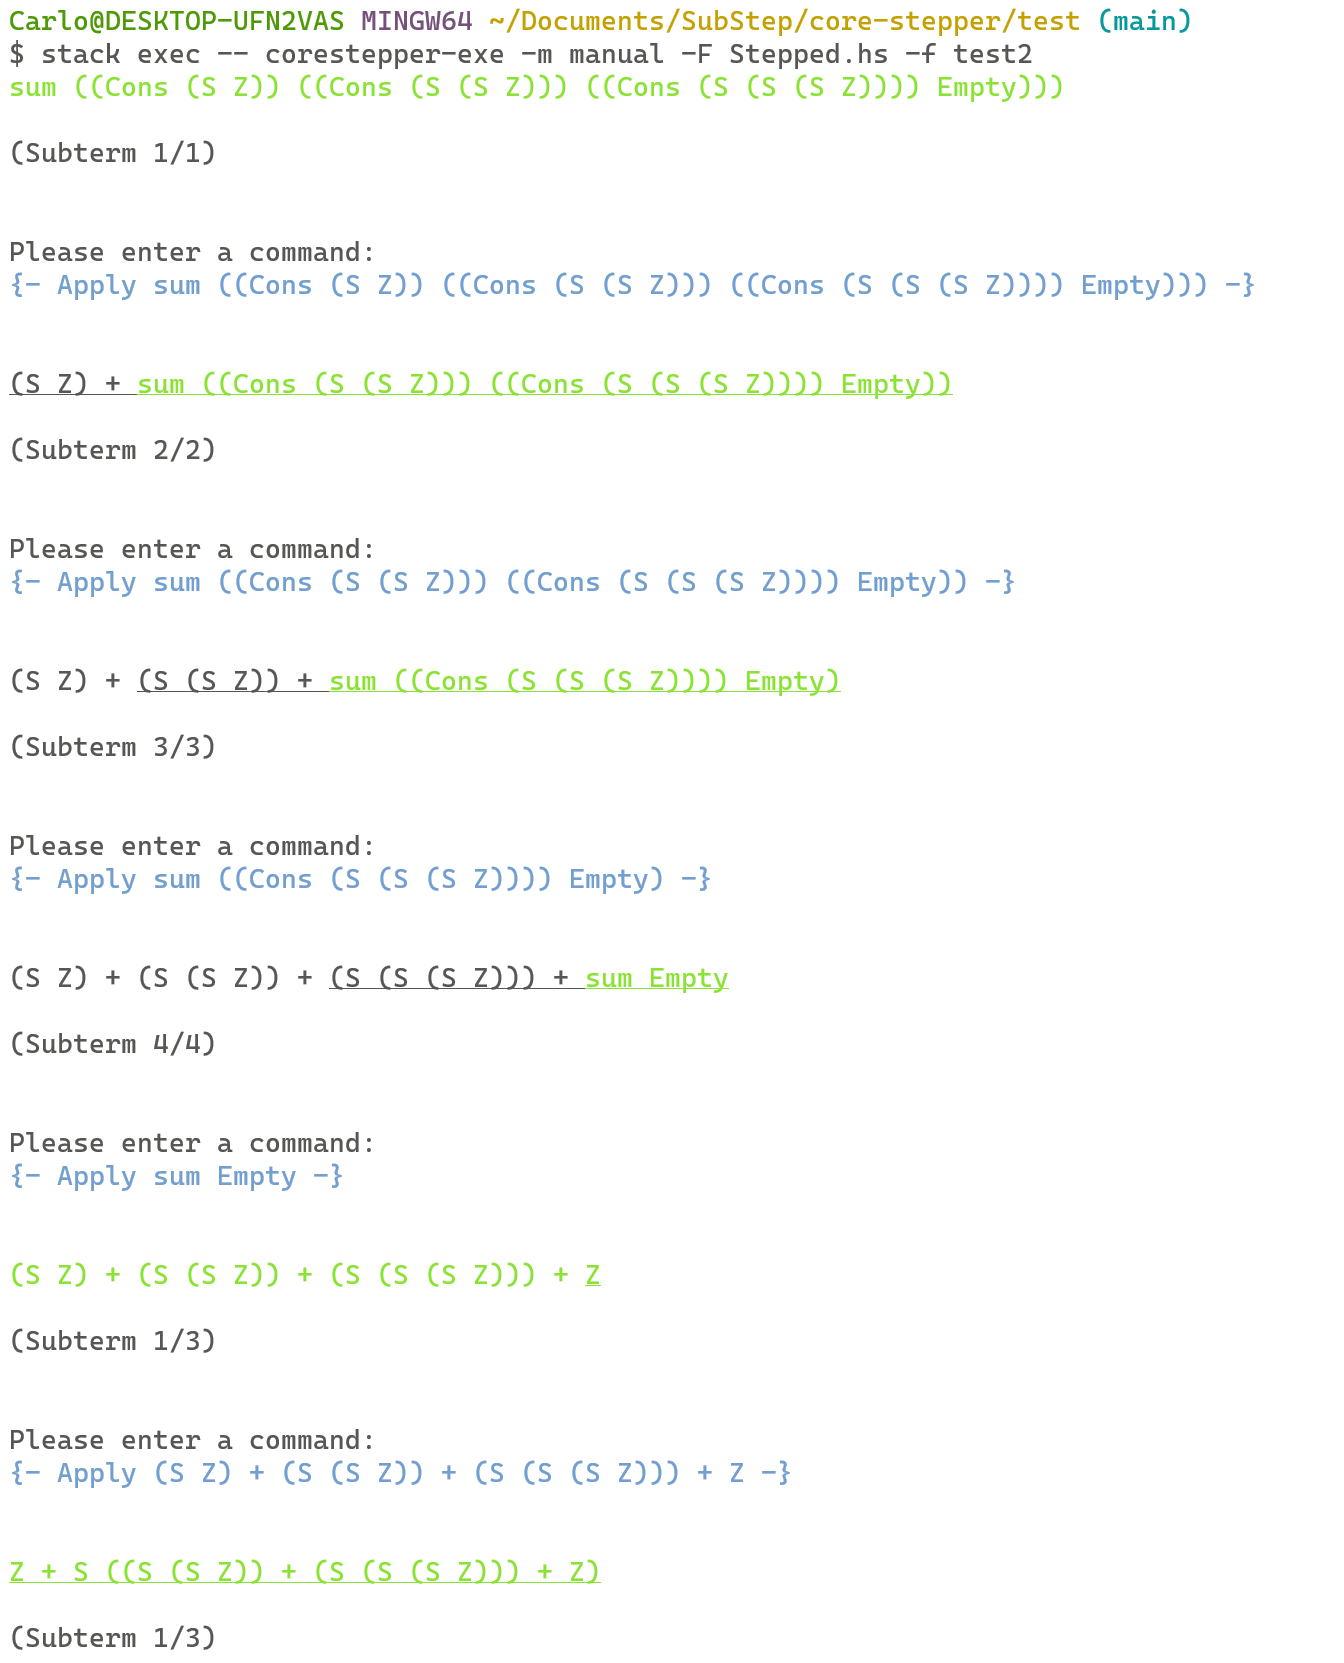 Carlo@DESKTOP-UFN2VAS MINGW64 ~/Documents/SubStep/core-stepper/test (main)
$ stack exec -- corestepper-exe -m manual -F Stepped.hs -f test2
sum ((Cons (S Z)) ((Cons (S (S Z))) ((Cons (S (S (S Z)))) Empty)))
(Subterm 1/1)
Please enter a command:
{- Apply sum ((Cons (S Z)) ((Cons (S (S Z))) ((Cons (S (S (S Z)))) Empty))) -}
(S Z) + sum ((Cons (S (S Z))) ((Cons (S (S (S Z)))) Empty))
(Subterm 2/2)
Please enter a command:
{- Apply sum ((Cons (S (S Z))) ((Cons (S (S (S Z)))) Empty)) -}
(S Z) + (S (S Z)) + sum ((Cons (S (S (S Z)))) Empty)
(Subterm 3/3)
Please enter a command:
{- Apply sum ((Cons (S (S (S Z)))) Empty) -}
(S Z) + (S (S Z)) + (S (S (S Z))) + sum Empty
(Subterm 4/4)
Please enter a command:
{- Apply sum Empty -}
(S Z) + (S (S Z)) + (S (S (S Z))) + Z
(Subterm 1/3)
Please enter a command:
{- Apply (S Z) + (S (S Z)) + (S (S (S Z))) + Z -}
Z + S ((S (S Z)) + (S (S (S Z))) + Z)
(Subterm 1/3)